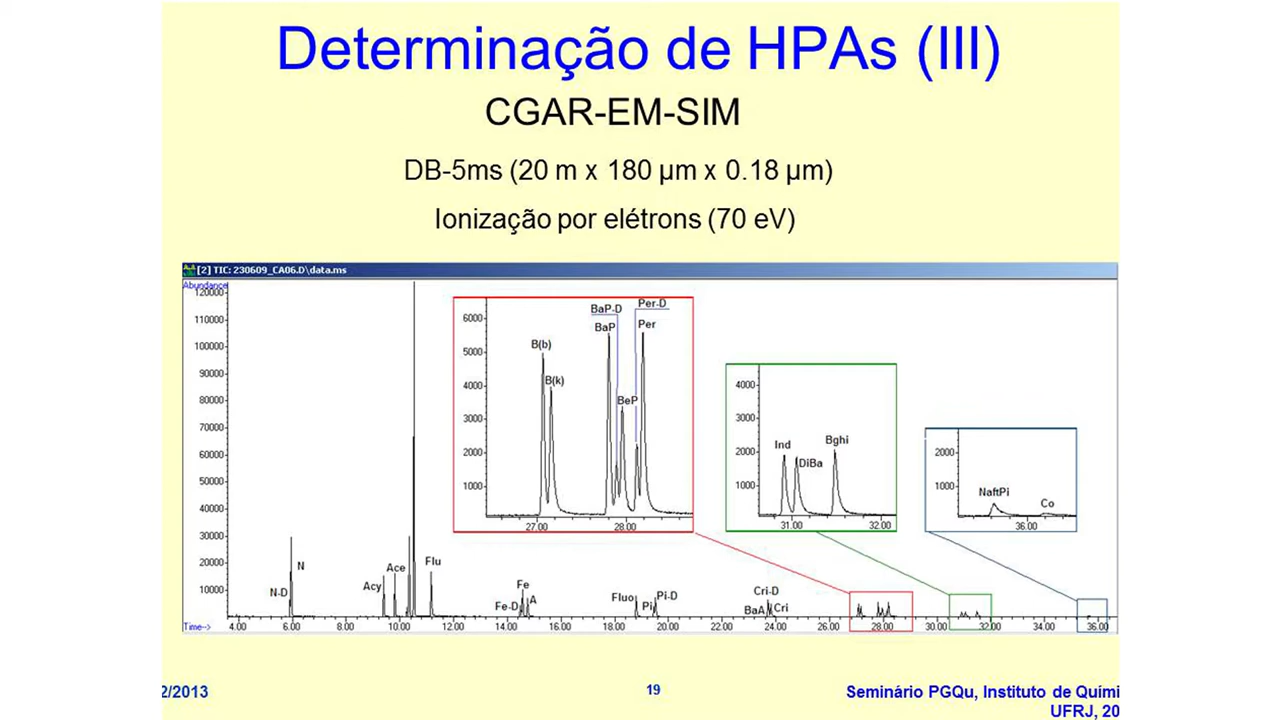 Determinação de HPAs (III)
CGAR-EM-SIM
DB-5ms (20 m x 180 µm x 0.18 µm)
Ionização por elétrons (70 eV)
[2] TIC: 230609_CA06.D\data.ms
Abundance
120000
110000
100000
90000
80000
70000
60000
50000
40000
30000
20000
10000
Time-->
4.00 6.00 8.00 10.00 12.00 14.00 16.00 18.00 20.00 22.00 24.00 26.00 28.00 30.00 32.00 34.00 36.00
N-D
N
Acy
Ace
Flu
Fe-D
Fe
A
Fluo
Pi
Pi-D
BaA
Cri-D
Cri
6000
5000
4000
3000
2000
1000
27.00 28.00
B(b)
B(k)
BaP-D
BaP
BeP
Per-D
Per
4000
3000
2000
1000
31.00 32.00
Ind
DiBa
Bghi
2000
1000
36.00
NaftPi
Co
2/2013
19
Seminário PGQu, Instituto de Quími
UFRJ, 20